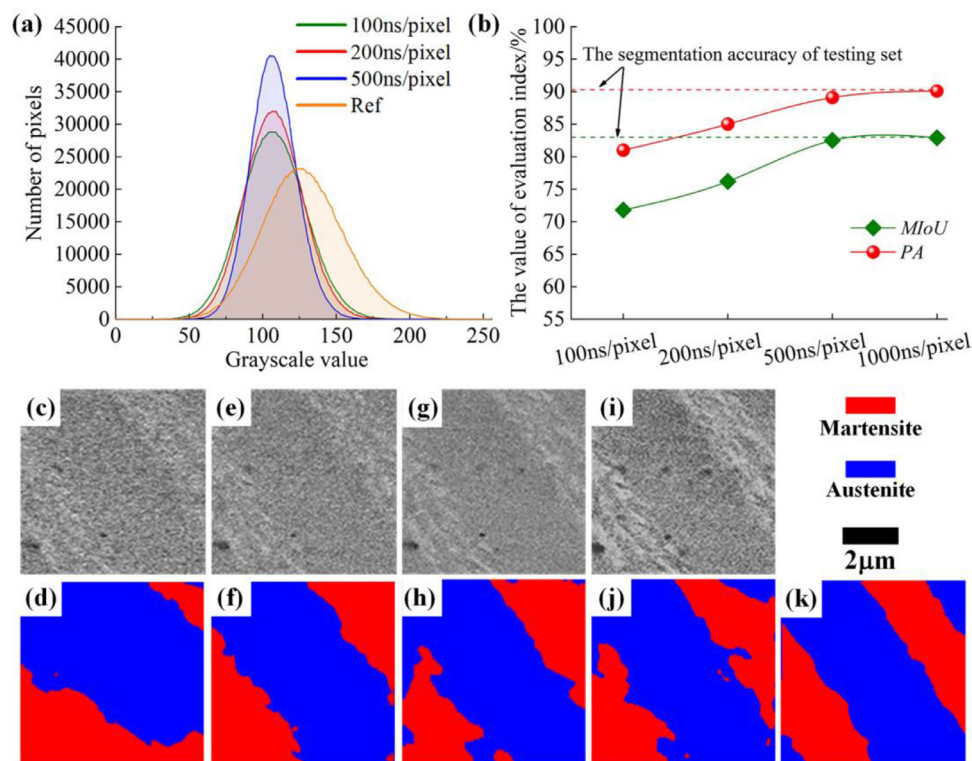 (a)
100ns/pixel
200ns/pixel
500ns/pixel
Ref
Number of pixels
45000
40000
35000
30000
25000
20000
15000
10000
5000
0
0 50 100 150 200 250
Grayscale value
(b)
The value of evaluation index/%
100
95
90
85
80
75
70
65
60
55
The segmentation accuracy of testing set
MIoU
PA
100ns/pixel 200ns/pixel 500ns/pixel 1000ns/pixel
(c) (e) (g) (i)
Martensite
Austenite
2μm
(d) (f) (h) (j) (k)